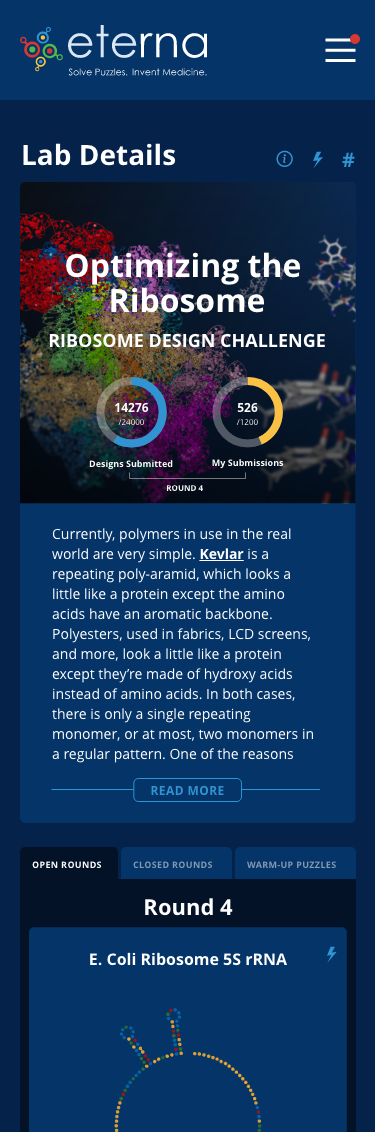 eterna
Solve Puzzles. Invent Medicine.
Lab Details
i
#
Optimizing the
Ribosome
RIBOSOME DESIGN CHALLENGE
14276
/24000
526
/1200
Designs Submitted
My Submissions
ROUND 4
Currently, polymers in use in the real
world are very simple. Kevlar is a
repeating poly-aramid, which looks a
little like a protein except the amino
acids have an aromatic backbone.
Polyesters, used in fabrics, LCD screens,
and more, look a little like a protein
except they’re made of hydroxy acids
instead of amino acids. In both cases,
there is only a single repeating
monomer, or at most, two monomers in
a regular pattern. One of the reasons
READ MORE
OPEN ROUNDS
CLOSED ROUNDS
WARM-UP PUZZLES
Round 4
E. Coli Ribosome 5S rRNA